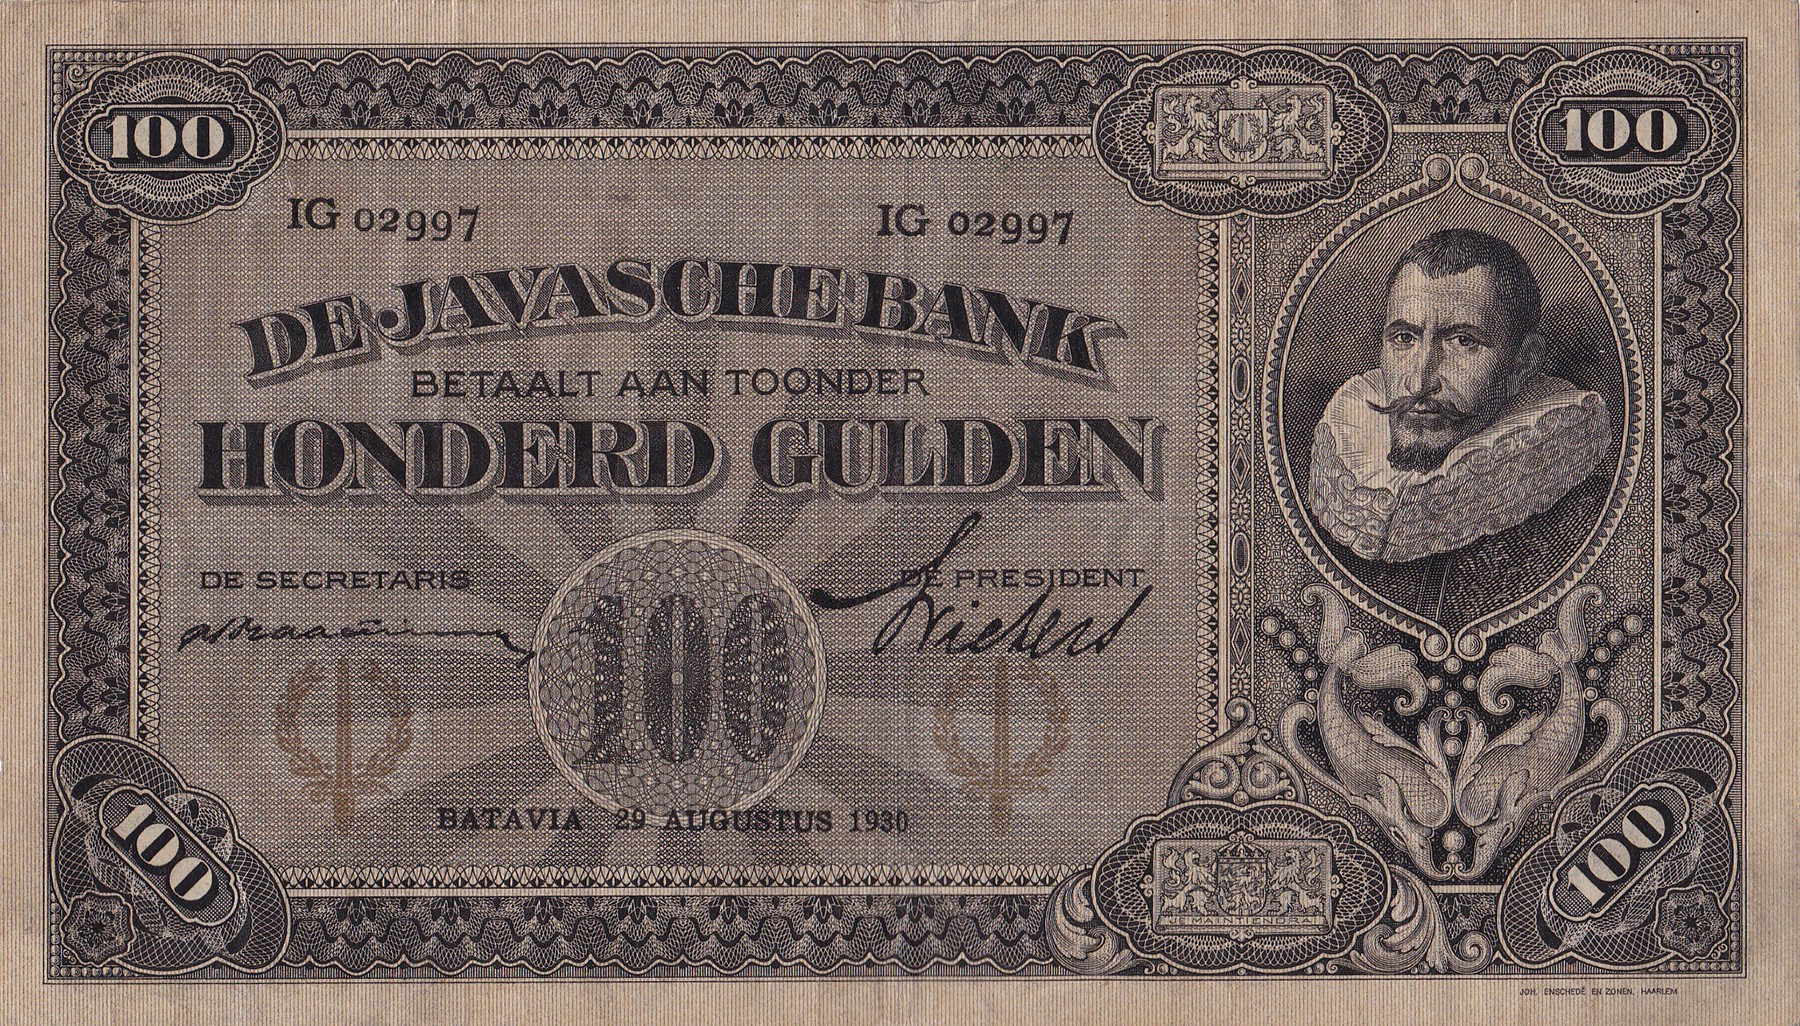 100
100
IG 02997
IG 02997
DE JAVASCHE BANK
BETAALT AAN TOONDER
HONDERD GULDEN
DE SECRETARIS
DE PRESIDENT
100
BATAVIA 29 AUGUSTUS 1930
100
100
JE MAINTIENDRAI
JOH. ENSCHEDÉ EN ZONEN. HAARLEM